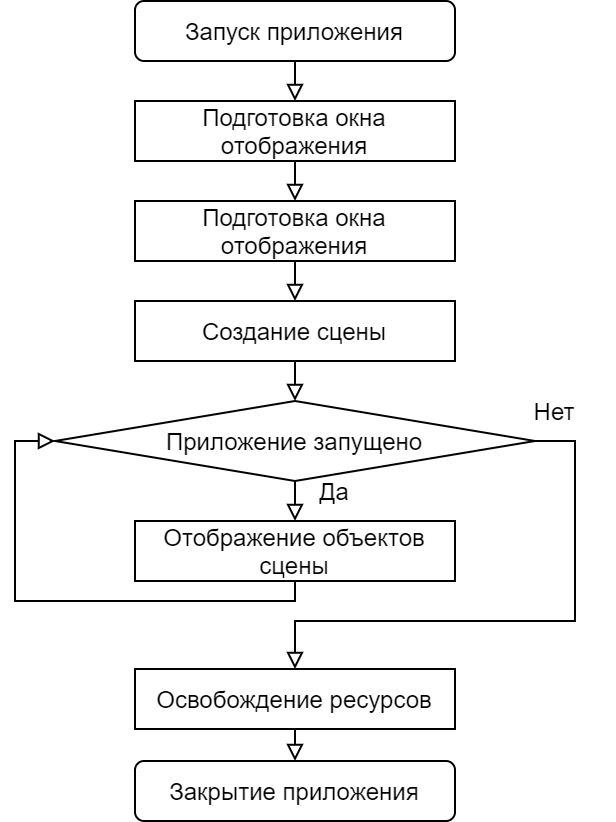 Запуск приложения
Подготовка окна
отображения
Подготовка окна
отображения
Создание сцены
Нет
Приложение запущено
Да
Отображение объектов
сцены
Освобождение ресурсов
Закрытие приложения